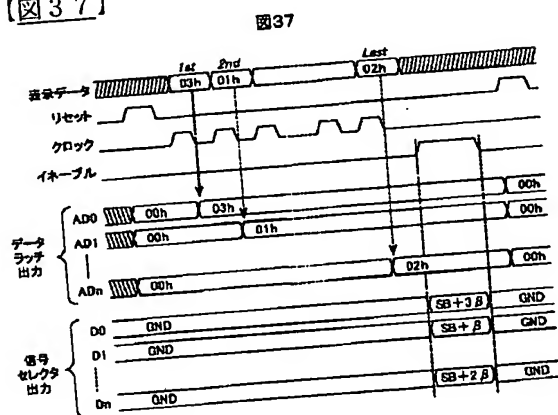 【図３７】
図37
1st 2nd Last
表示データ 03h 01h 02h
リセット
クロック
イネーブル
データ
ラッチ
出力
AD0 00h 03h 00h
AD1 00h 01h 00h
ADn 00h 02h 00h
信号
セレクタ
出力
D0 GND SB+3β GND
D1 GND SB+β GND
Dn SB+2β GND